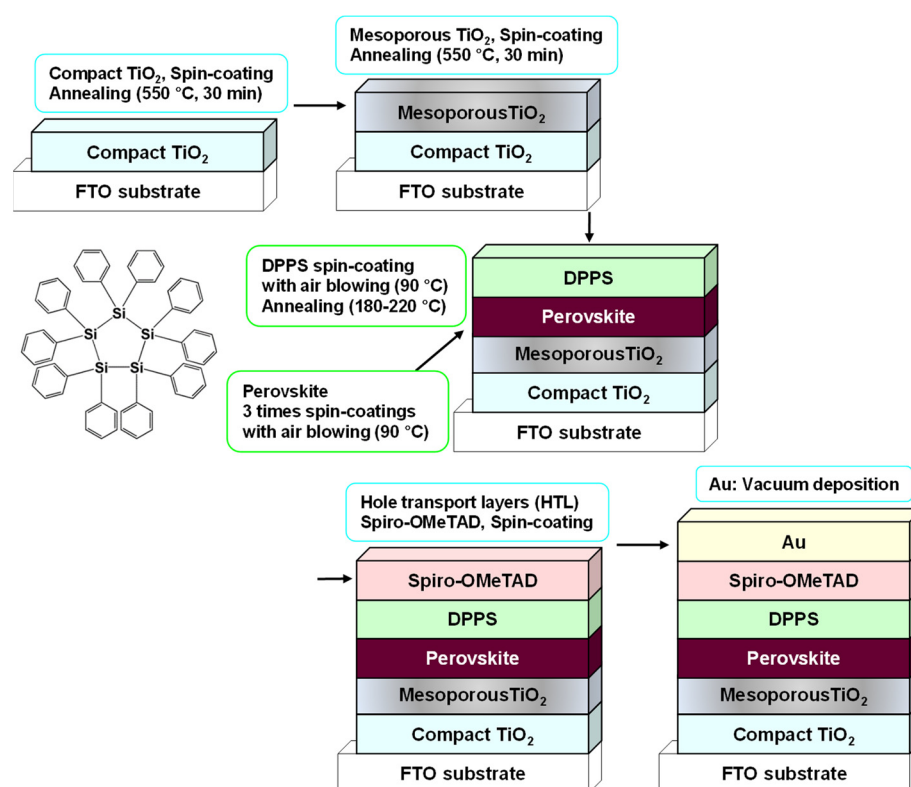 Compact TiO₂, Spin-coating
Annealing (550 °C, 30 min)
Compact TiO₂
FTO substrate
Mesoporous TiO₂, Spin-coating
Annealing (550 °C, 30 min)
MesoporousTiO₂
Compact TiO₂
FTO substrate
Si
Si
Si
Si
Si
DPPS spin-coating
with air blowing (90 °C)
Annealing (180-220 °C)
Perovskite
3 times spin-coatings
with air blowing (90 °C)
DPPS
Perovskite
MesoporousTiO₂
Compact TiO₂
FTO substrate
Hole transport layers (HTL)
Spiro-OMeTAD, Spin-coating
Spiro-OMeTAD
DPPS
Perovskite
MesoporousTiO₂
Compact TiO₂
FTO substrate
Au: Vacuum deposition
Au
Spiro-OMeTAD
DPPS
Perovskite
MesoporousTiO₂
Compact TiO₂
FTO substrate